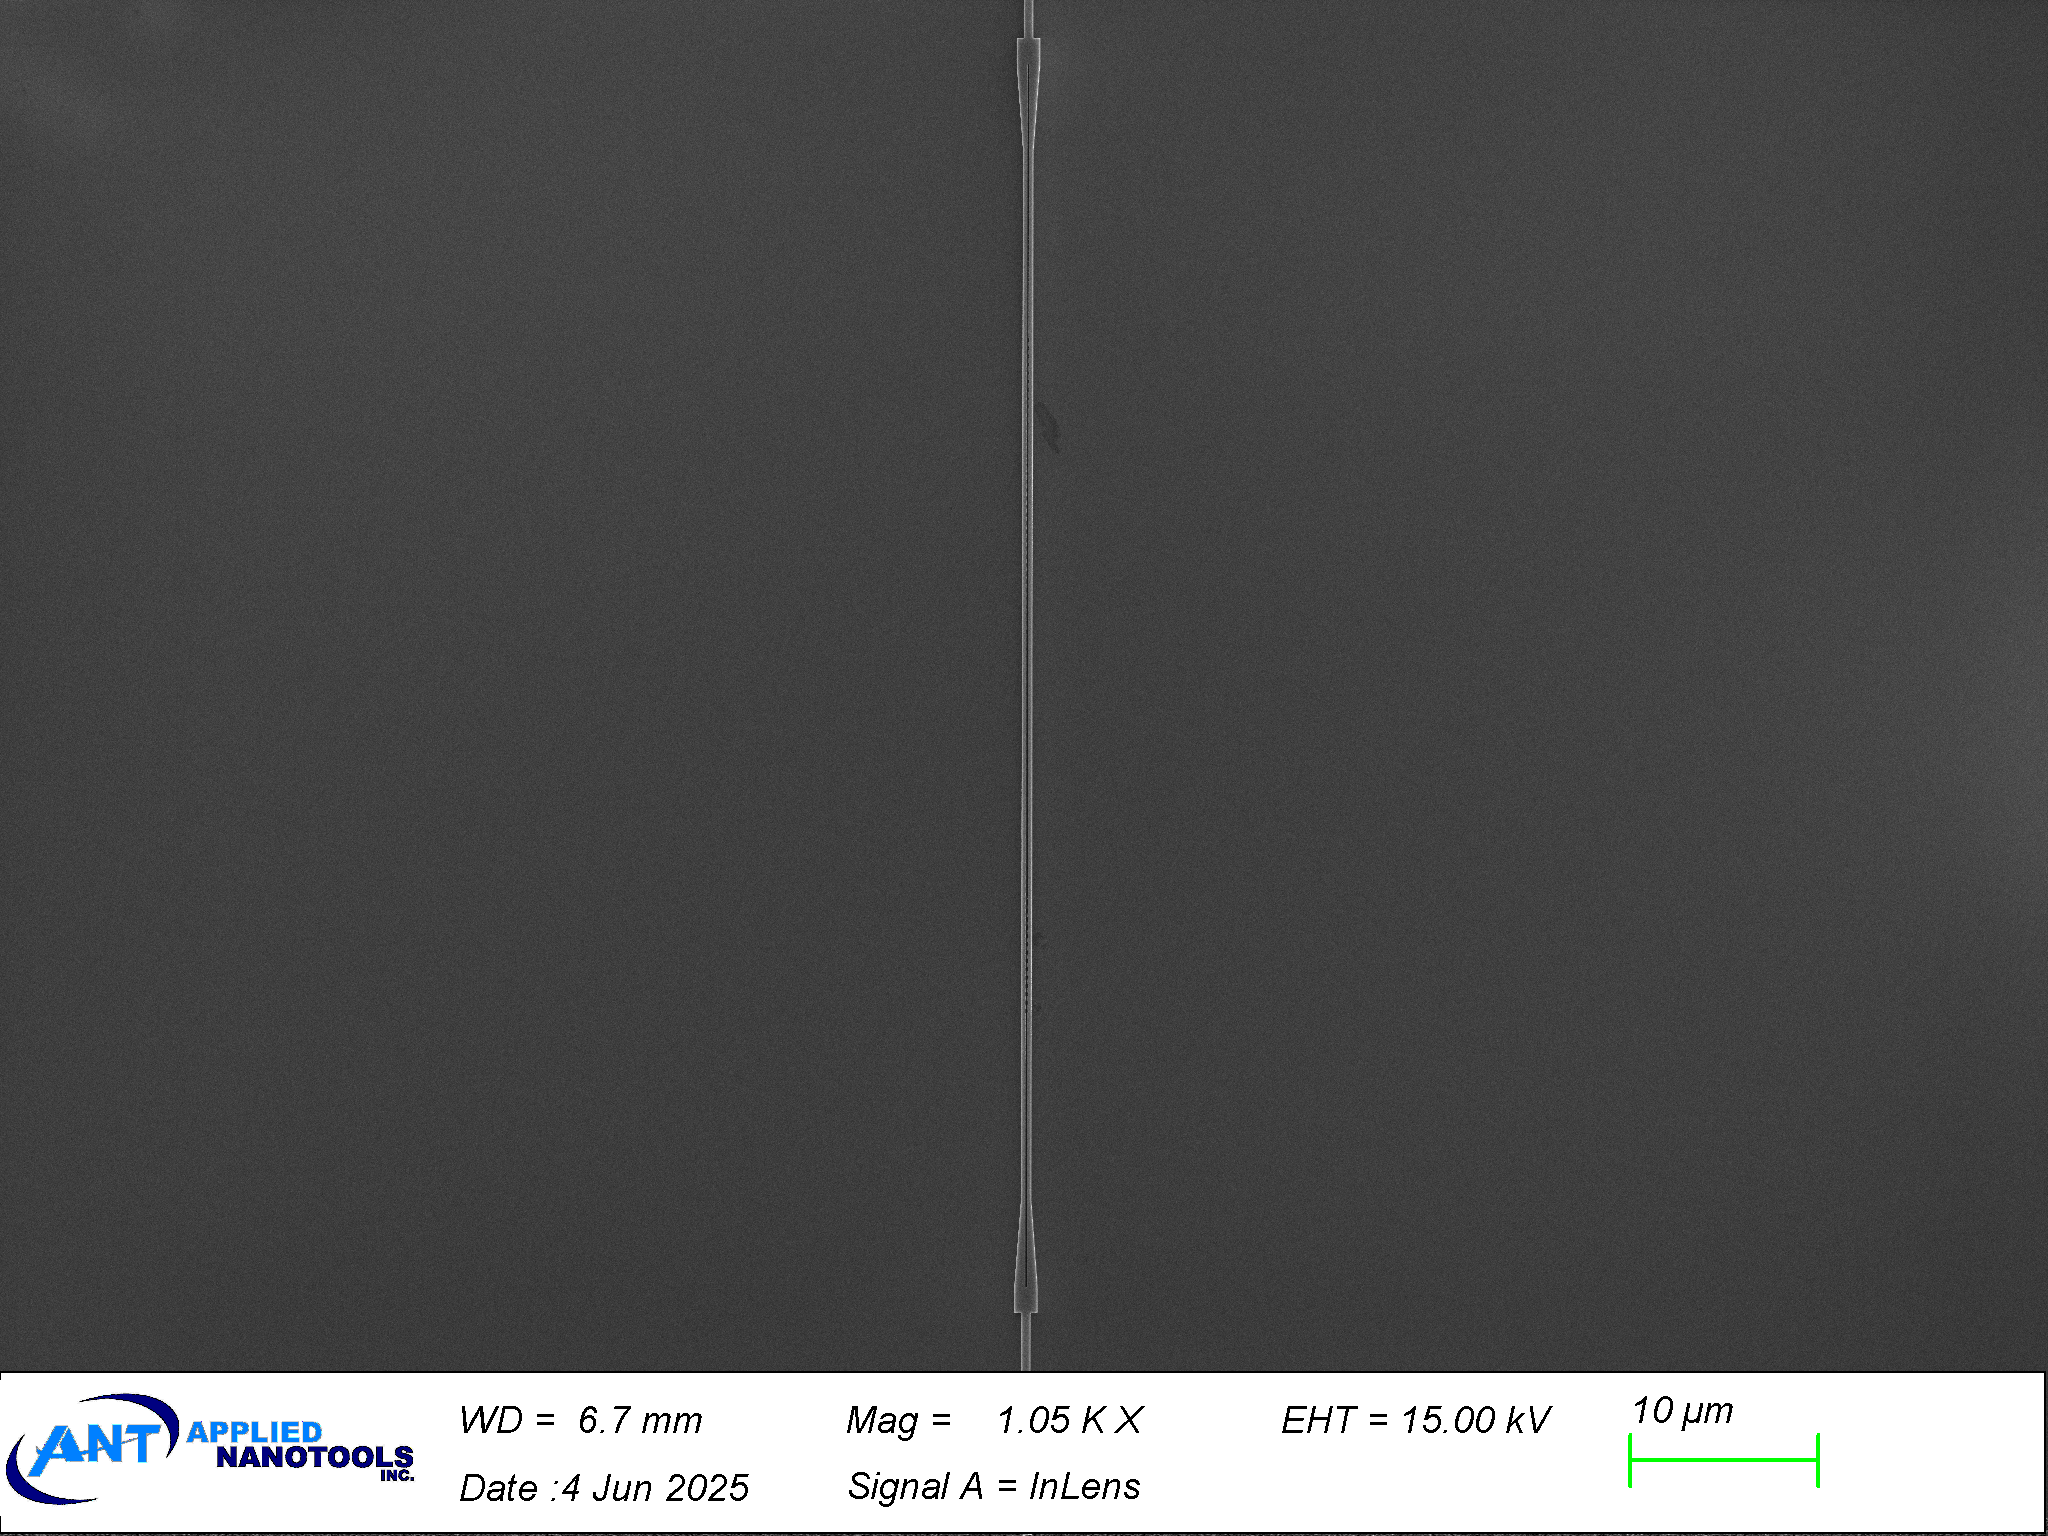 ANT APPLIED
NANOTOOLS
INC.
WD = 6.7 mm
Mag = 1.05 K X
EHT = 15.00 kV
10 µm
Date :4 Jun 2025
Signal A = InLens